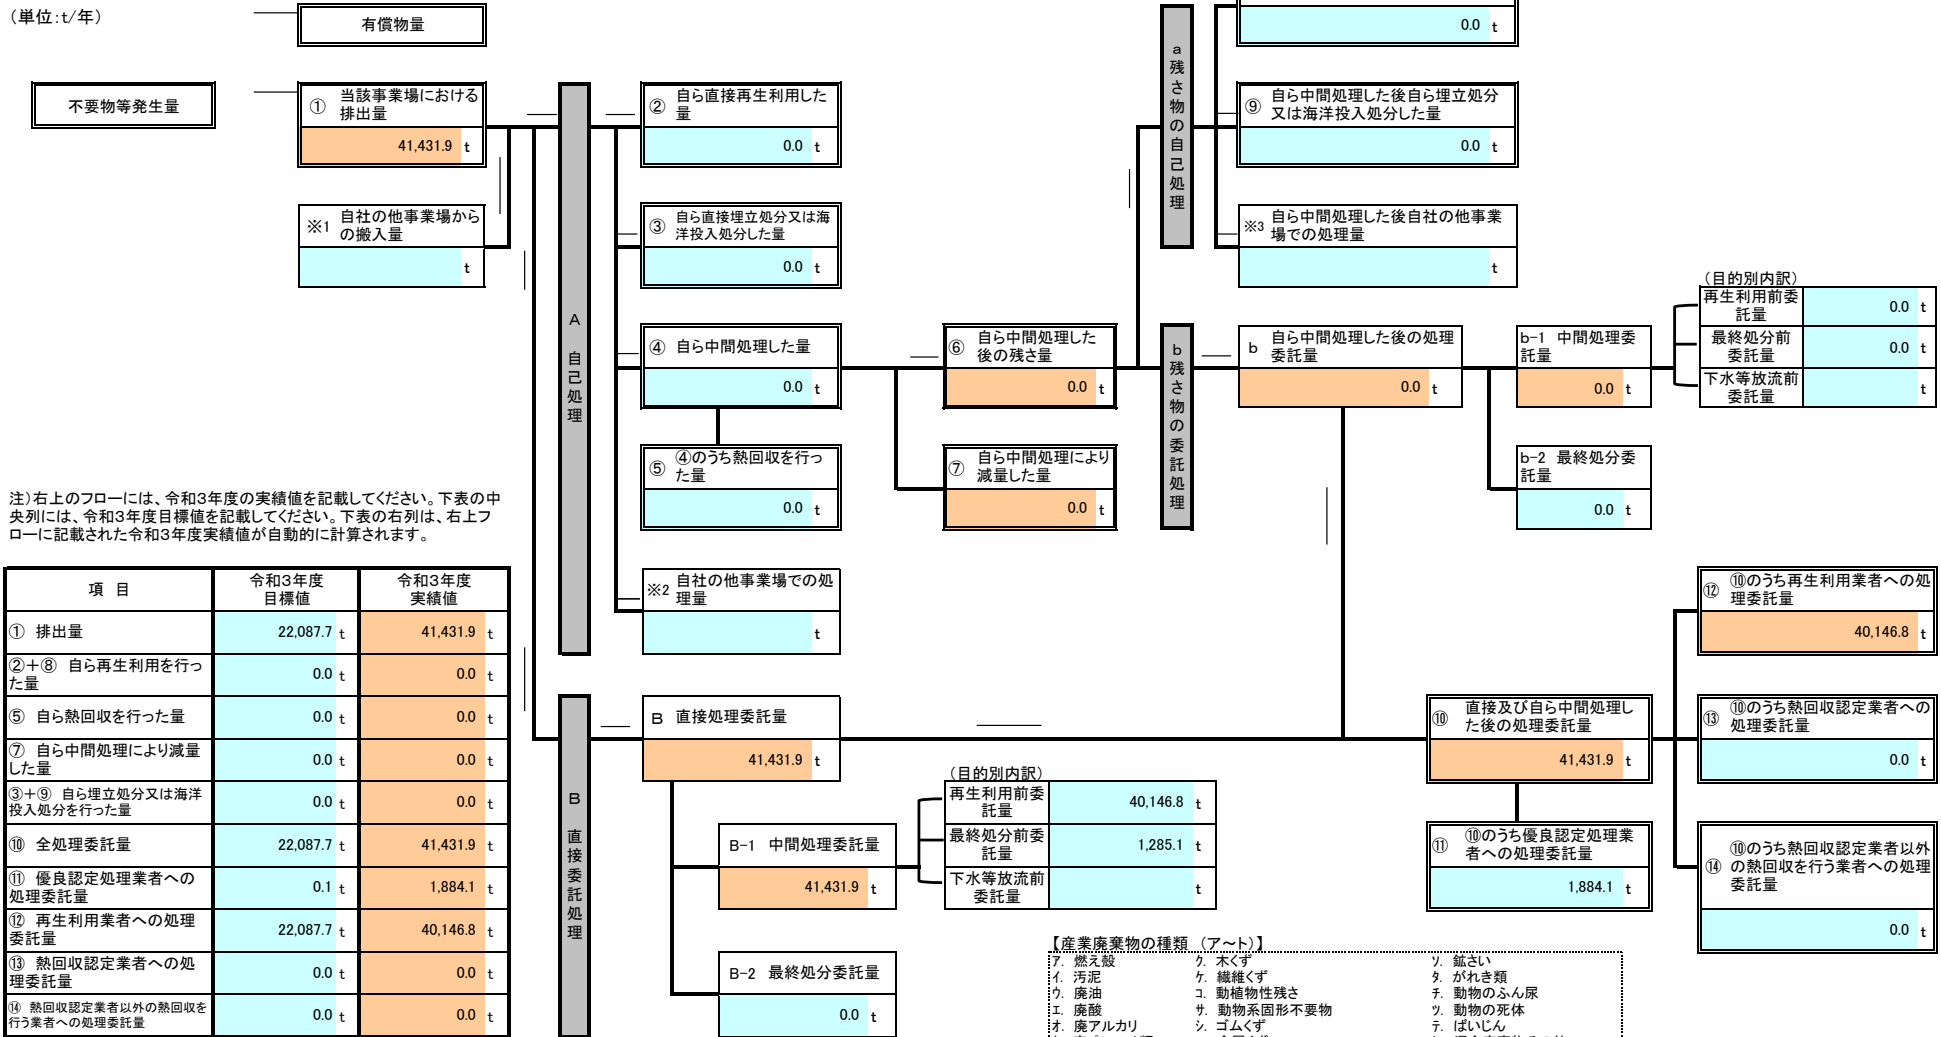 (単位:t/年)
有償物量
0.0 t
不要物等発生量
① 当該事業場における
排出量
41,431.9 t
※1 自社の他事業場から
の搬入量
t
A 自己処理
② 自ら直接再生利用した
量
0.0 t
③ 自ら直接埋立処分又は海
洋投入処分した量
0.0 t
④ 自ら中間処理した量
0.0 t
⑤ ④のうち熱回収を行っ
た量
0.0 t
※2 自社の他事業場での処
理量
t
⑥ 自ら中間処理した
後の残さ量
0.0 t
⑦ 自ら中間処理により
減量した量
0.0 t
a 残さ物の自己処理
⑨ 自ら中間処理した後自ら埋立処分
又は海洋投入処分した量
0.0 t
※3 自ら中間処理した後自社の他事業
場での処理量
t
b 残さ物の委託処理
b 自ら中間処理した後の処理
委託量
0.0 t
b-1 中間処理委
託量
0.0 t
b-2 最終処分委
託量
0.0 t
(目的別内訳)
再生利用前委
託量
0.0 t
最終処分前
委託量
0.0 t
下水等放流前
委託量
t
注)右上のフローには、令和3年度の実績値を記載してください。下表の中
央列には、令和3年度目標値を記載してください。下表の右列は、右上フ
ローに記載された令和3年度実績値が自動的に計算されます。
項 目
令和3年度
目標値
令和3年度
実績値
① 排出量
22,087.7 t
41,431.9 t
②+⑧ 自ら再生利用を行っ
た量
0.0 t
0.0 t
⑤ 自ら熱回収を行った量
0.0 t
0.0 t
⑦ 自ら中間処理により減量
した量
0.0 t
0.0 t
③+⑨ 自ら埋立処分又は海洋
投入処分を行った量
0.0 t
0.0 t
⑩ 全処理委託量
22,087.7 t
41,431.9 t
⑪ 優良認定処理業者への
処理委託量
0.1 t
1,884.1 t
⑫ 再生利用業者への処理
委託量
22,087.7 t
40,146.8 t
⑬ 熱回収認定業者への処
理委託量
0.0 t
0.0 t
⑭ 熱回収認定業者以外の熱回収を
行う業者への処理委託量
0.0 t
0.0 t
B 直接委託処理
B 直接処理委託量
41,431.9 t
B-1 中間処理委託量
41,431.9 t
B-2 最終処分委託量
0.0 t
(目的別内訳)
再生利用前委
託量
40,146.8 t
最終処分前委
託量
1,285.1 t
下水等放流前
委託量
t
⑩ 直接及び自ら中間処理し
た後の処理委託量
41,431.9 t
⑪ ⑩のうち優良認定処理業
者への処理委託量
1,884.1 t
⑫ ⑩のうち再生利用業者への処
理委託量
40,146.8 t
⑬ ⑩のうち熱回収認定業者への
処理委託量
0.0 t
⑭ ⑩のうち熱回収認定業者以外
の熱回収を行う業者への処理
委託量
0.0 t
【産業廃棄物の種類 (ア~ト)】
ア. 燃え殻 ク. 木くず ソ. 鉱さい
イ. 汚泥 ケ. 繊維くず タ. がれき類
ウ. 廃油 コ. 動植物性残さ チ. 動物のふん尿
エ. 廃酸 サ. 動物系固形不要物 ツ. 動物の死体
オ. 廃アルカリ シ. ゴムくず テ. ばいじん